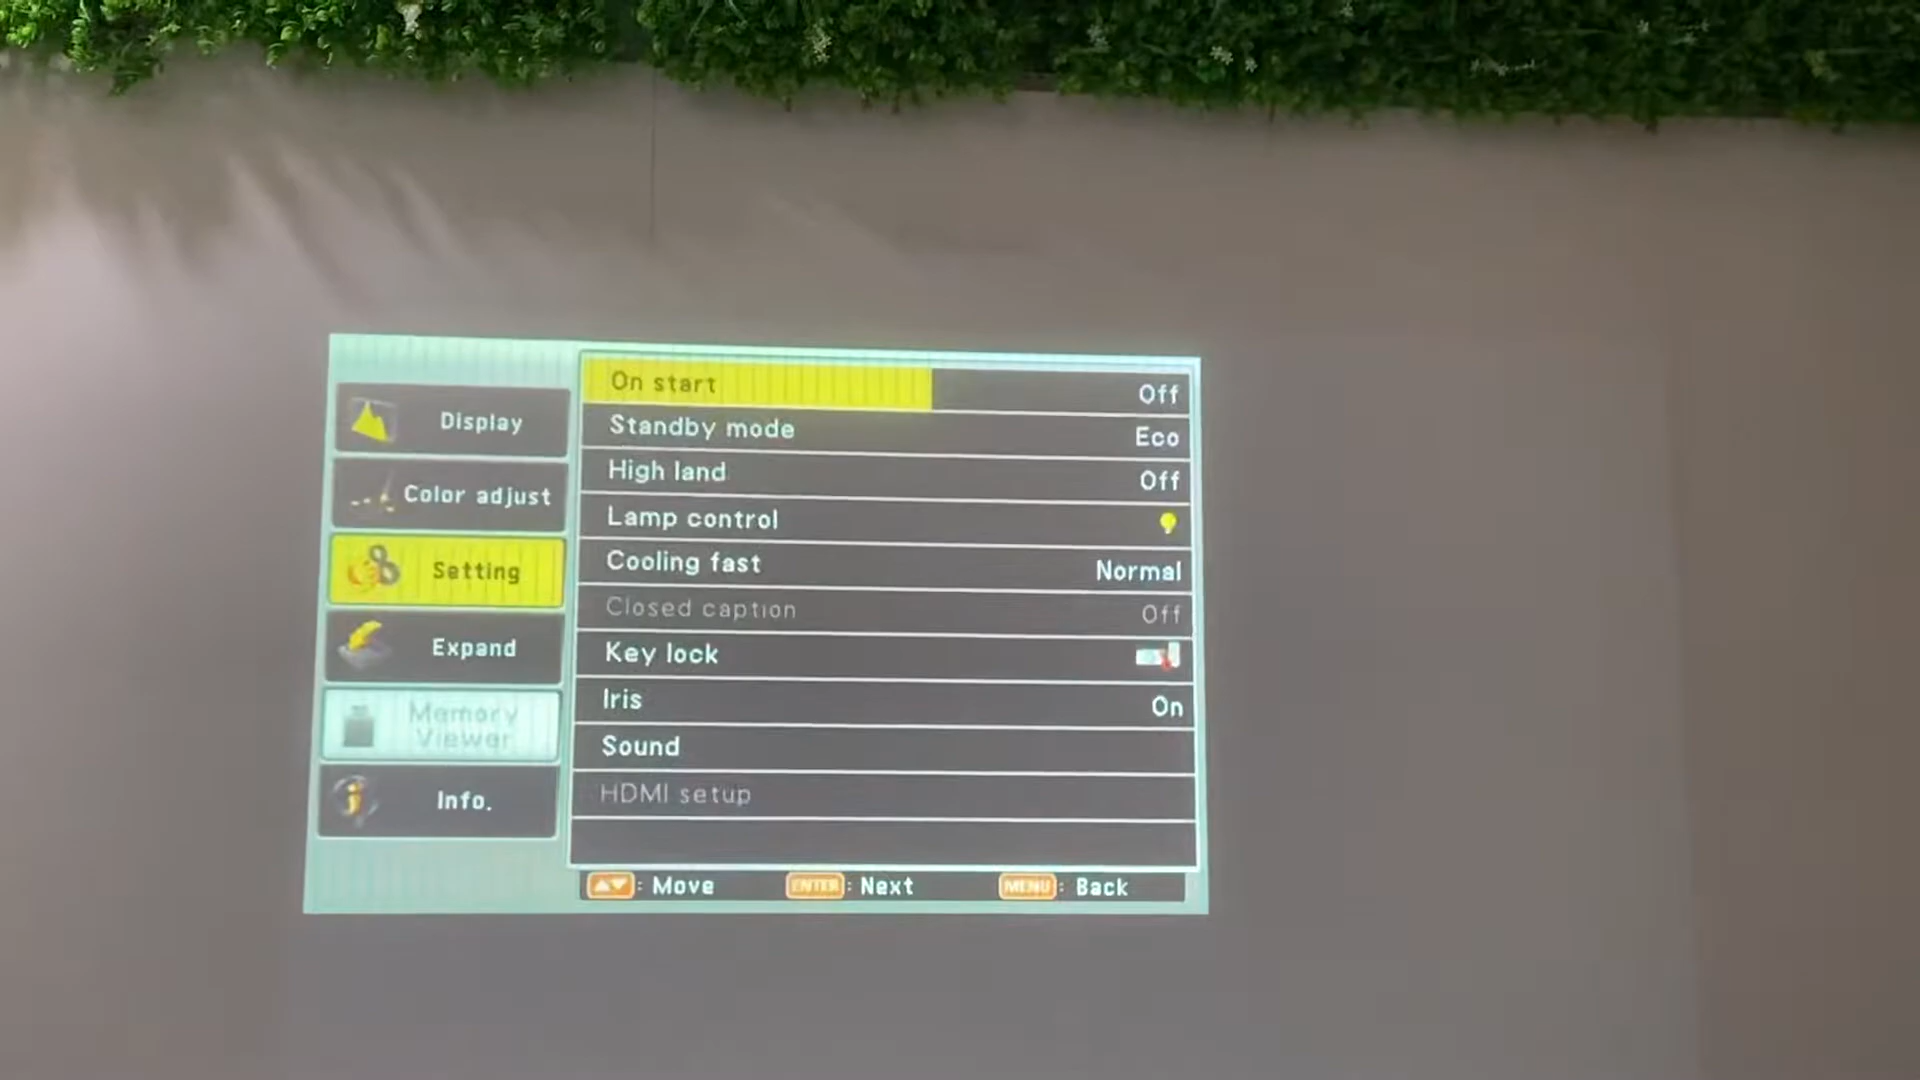 Display
Color adjust
Setting
Expand
Memory
Viewer
Info.
On start Off
Standby mode Eco
High land Off
Lamp control
Cooling fast Normal
Closed caption Off
Key lock
Iris On
Sound
HDMI setup
: Move ENTER : Next MENU : Back